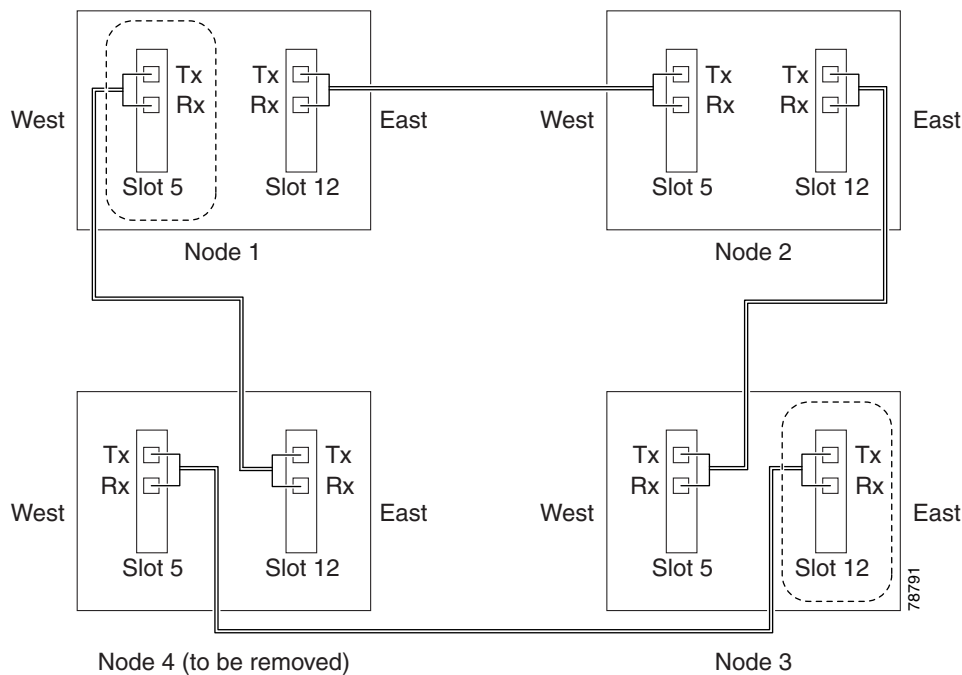 Tx
Rx
Tx
Rx
West
East
Slot 5
Slot 12
Node 1
Tx
Rx
Tx
Rx
West
East
Slot 5
Slot 12
Node 2
Tx
Rx
Tx
Rx
West
East
Slot 5
Slot 12
Node 4 (to be removed)
Tx
Rx
Tx
Rx
West
East
Slot 5
Slot 12
Node 3
78791